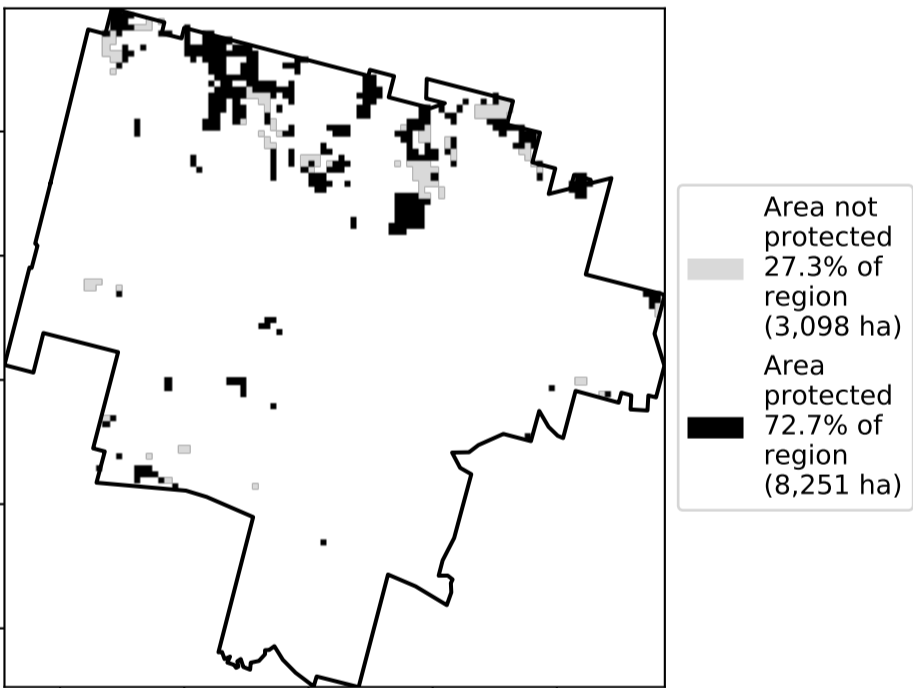 Area not
protected
27.3% of
region
(3,098 ha)
Area
protected
72.7% of
region
(8,251 ha)